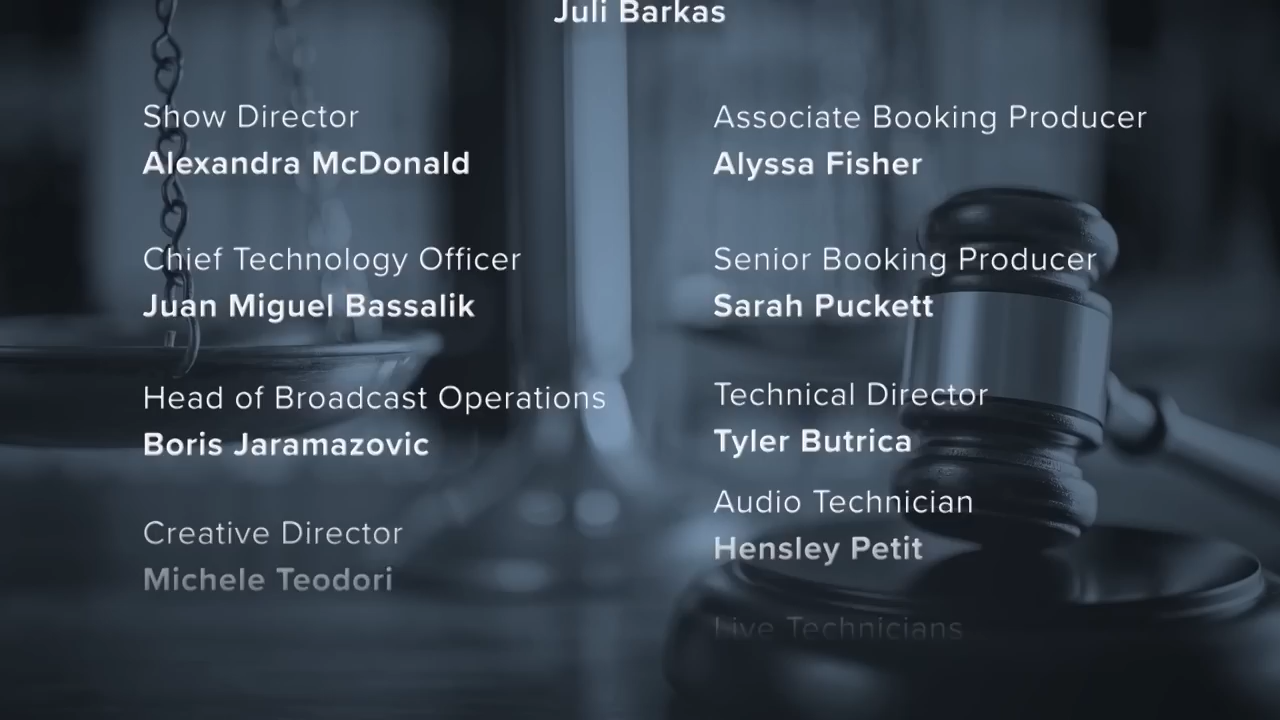 Juli Barkas
Show Director
Alexandra McDonald
Chief Technology Officer
Juan Miguel Bassalik
Head of Broadcast Operations
Boris Jaramazovic
Creative Director
Michele Teodori
Associate Booking Producer
Alyssa Fisher
Senior Booking Producer
Sarah Puckett
Technical Director
Tyler Butrica
Audio Technician
Hensley Petit
Live Technicians